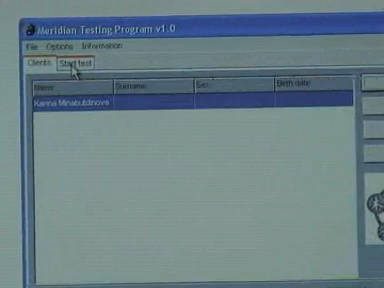 Meridian Testing Program v1.0
File Options Information
Clients Start test
Name Surname Sex Birth date
Karina Minabutdinova